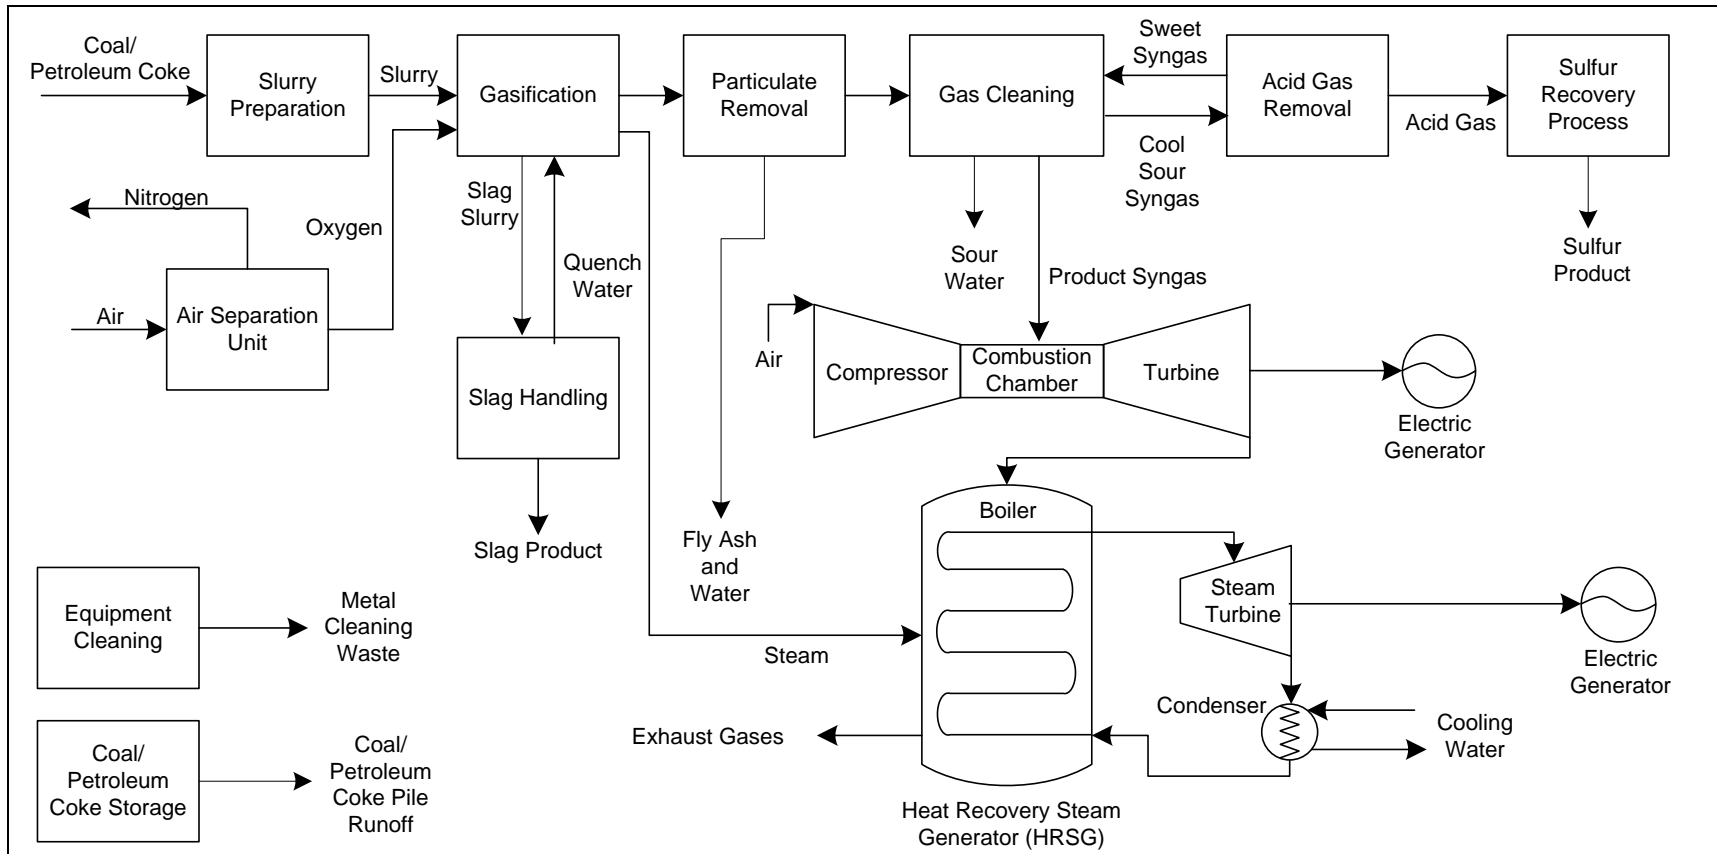 Coal/
Petroleum Coke
Slurry
Preparation
Slurry
Gasification
Particulate
Removal
Gas Cleaning
Sweet
Syngas
Cool
Sour
Syngas
Acid Gas
Removal
Acid Gas
Sulfur
Recovery
Process
Sulfur
Product
Nitrogen
Oxygen
Air
Air Separation
Unit
Slag
Slurry
Quench
Water
Slag Handling
Slag Product
Sour
Water
Product Syngas
Air
Compressor
Combustion
Chamber
Turbine
Electric
Generator
Fly Ash
and
Water
Boiler
Steam
Turbine
Electric
Generator
Steam
Exhaust Gases
Condenser
Cooling
Water
Heat Recovery Steam
Generator (HRSG)
Equipment
Cleaning
Metal
Cleaning
Waste
Coal/
Petroleum
Coke Storage
Coal/
Petroleum
Coke Pile
Runoff